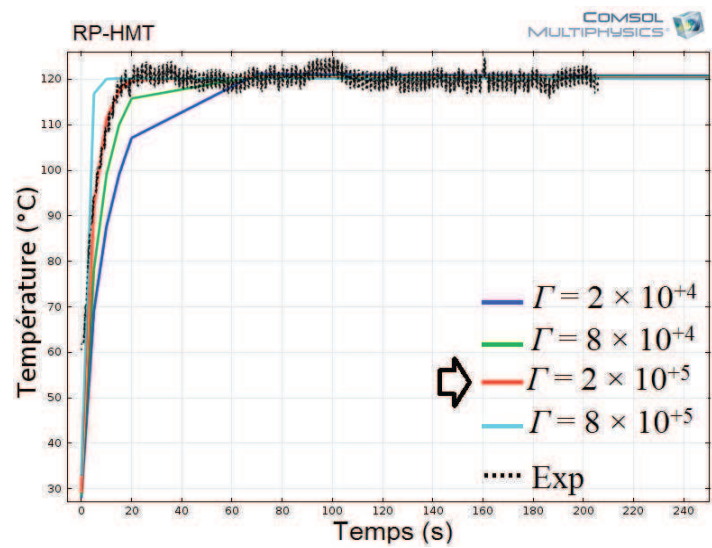 RP-HMT
COMSOL
MULTIPHYSICS®
Température (°C)
120
110
100
90
80
70
60
50
40
30
Γ = 2 × 10+4
Γ = 8 × 10+4
Γ = 2 × 10+5
Γ = 8 × 10+5
Exp
0 20 40 60 80 100 120 140 160 180 200 220 240
Temps (s)